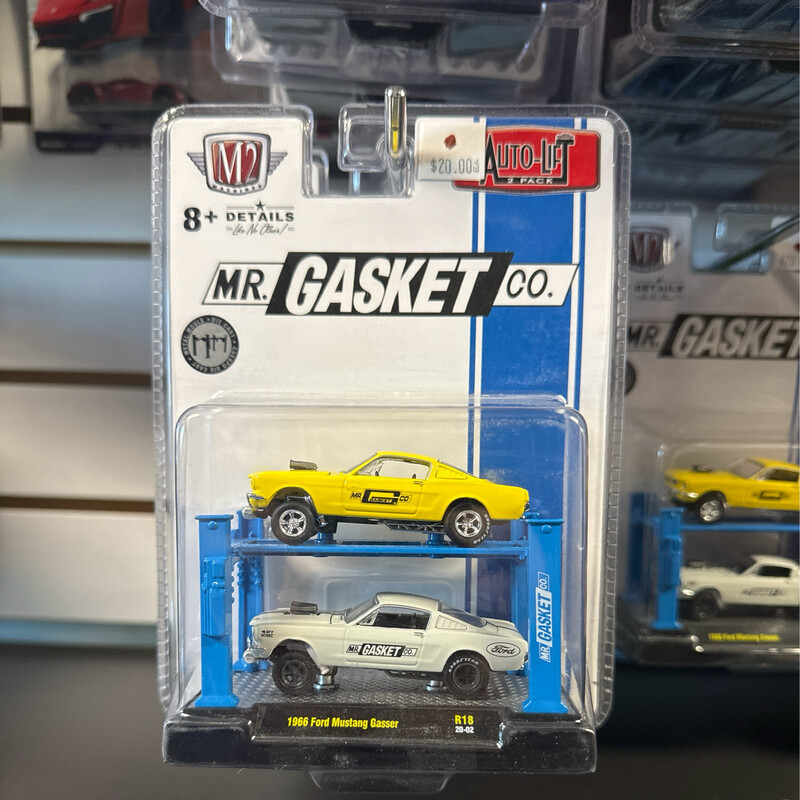 M2
MACHINES
$20.00
AUTO-LIFT
2 PACK
8+ DETAILS
Like No Other!
MR. GASKET CO.
MR. GASKET CO
MR. GASKET CO.
Ford
GOODYEAR
MR. GASKET CO.
1966 Ford Mustang Gasser
R18
20-02
M2
DETAILS
MR. GASKET
1966 Ford Mustang Gasser